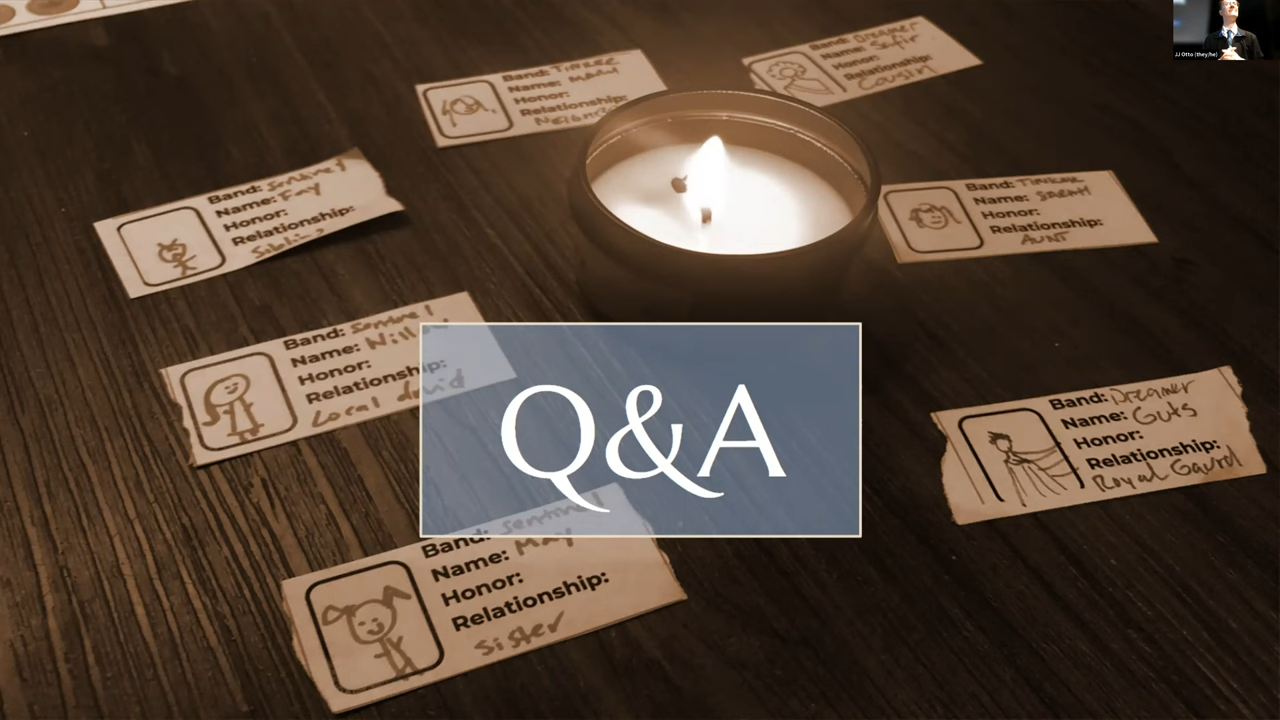 JJ Otto (they/he)
Band: Tinker
Name:
Honor:
Relationship:
Band: Dreamer
Name: Sufir
Honor:
Relationship:
Cousin
Band: Sentinel
Name: Fay
Honor:
Relationship:
Sibling
Band: Tinker
Name: Sarah
Honor:
Relationship:
Aunt
Band: Sentinel
Name:
Honor:
Relationship:
Local druid
Q&A
Band: Dreamer
Name: Guts
Honor:
Relationship:
Royal Gaurd
Band: Sentinel
Name: May
Honor:
Relationship:
Sister